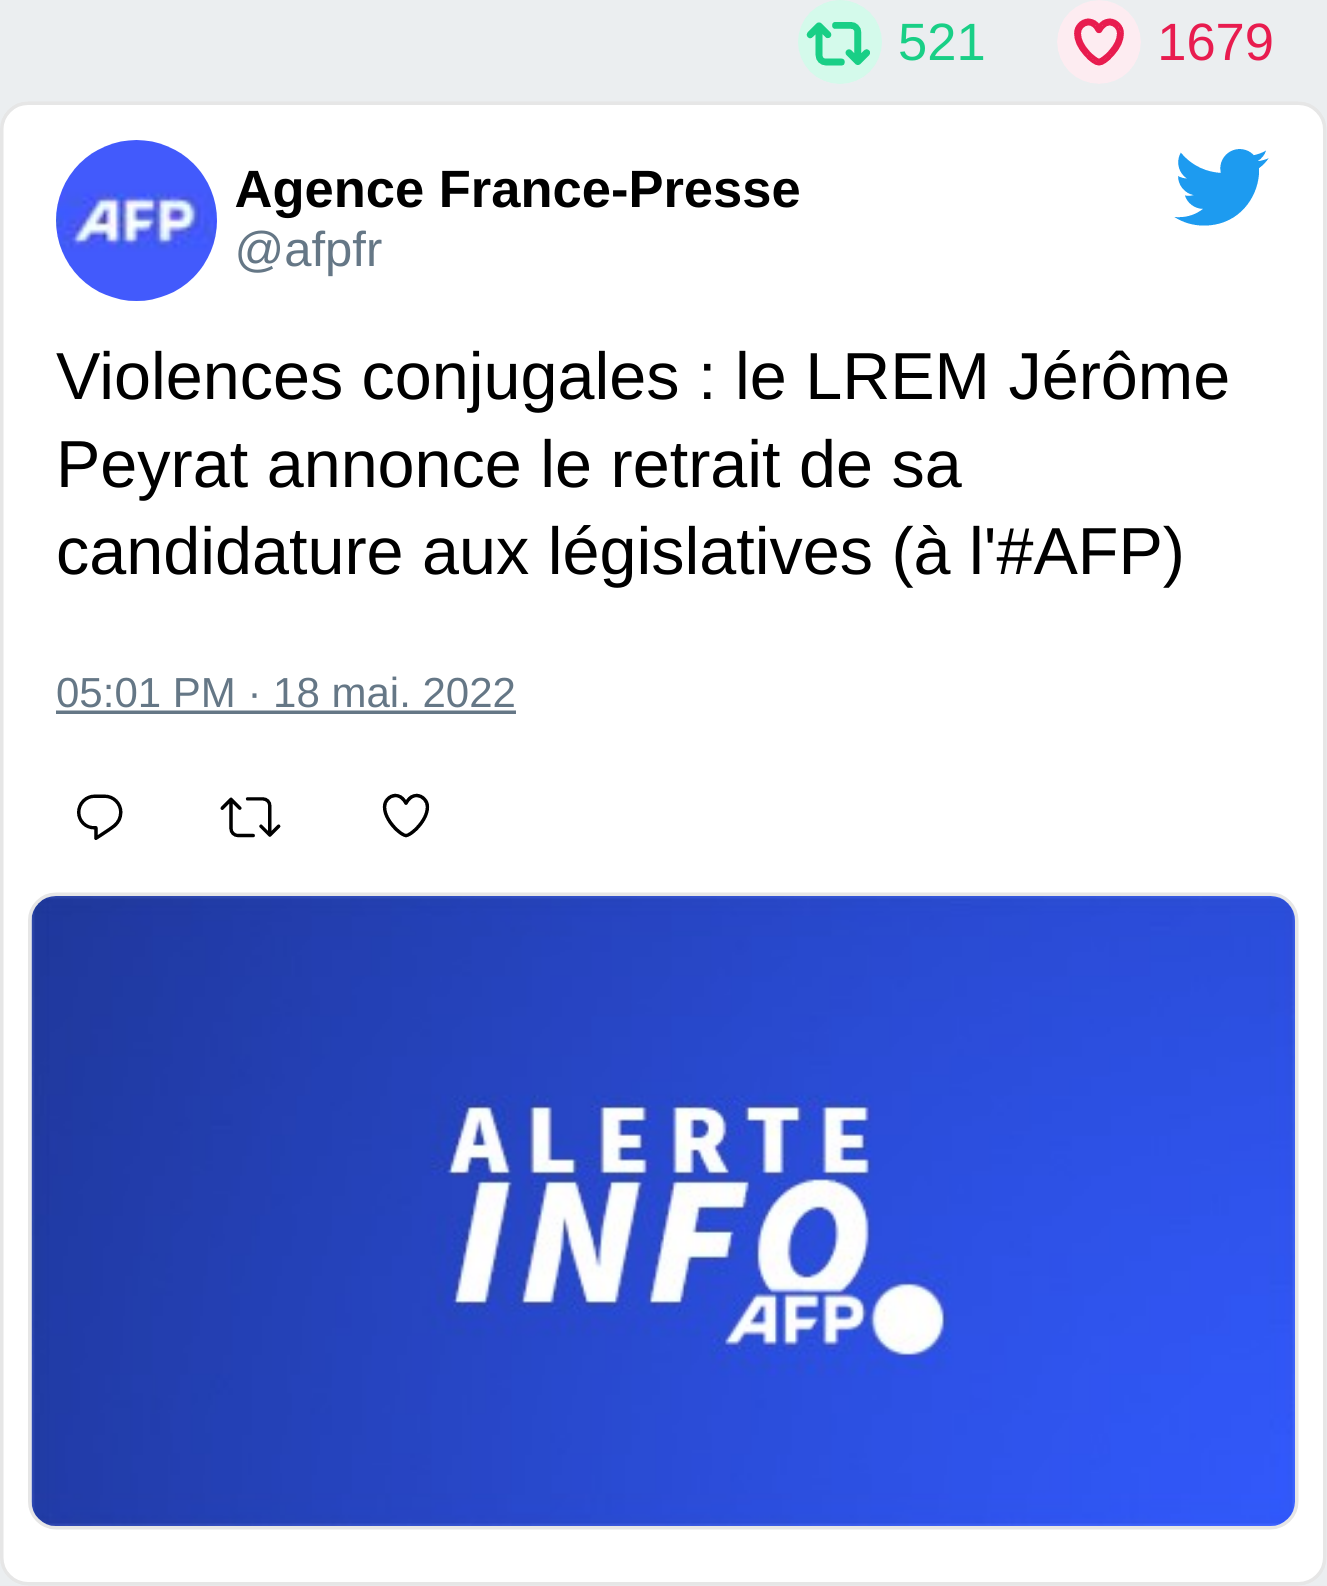 521 1679
AFP
Agence France-Presse
@afpfr
Violences conjugales : le LREM Jérôme
Peyrat annonce le retrait de sa
candidature aux législatives (à l'#AFP)
05:01 PM · 18 mai. 2022
ALERTE
INFO
AFP